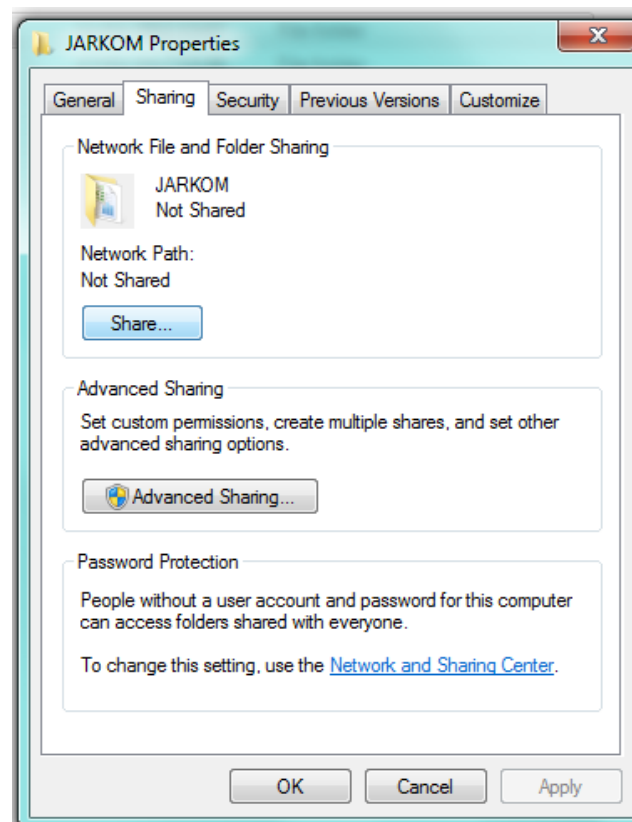 JARKOM Properties
General
Sharing
Security
Previous Versions
Customize
Network File and Folder Sharing
JARKOM
Not Shared
Network Path:
Not Shared
Share...
Advanced Sharing
Set custom permissions, create multiple shares, and set other
advanced sharing options.
Advanced Sharing...
Password Protection
People without a user account and password for this computer
can access folders shared with everyone.
To change this setting, use the Network and Sharing Center.
OK
Cancel
Apply